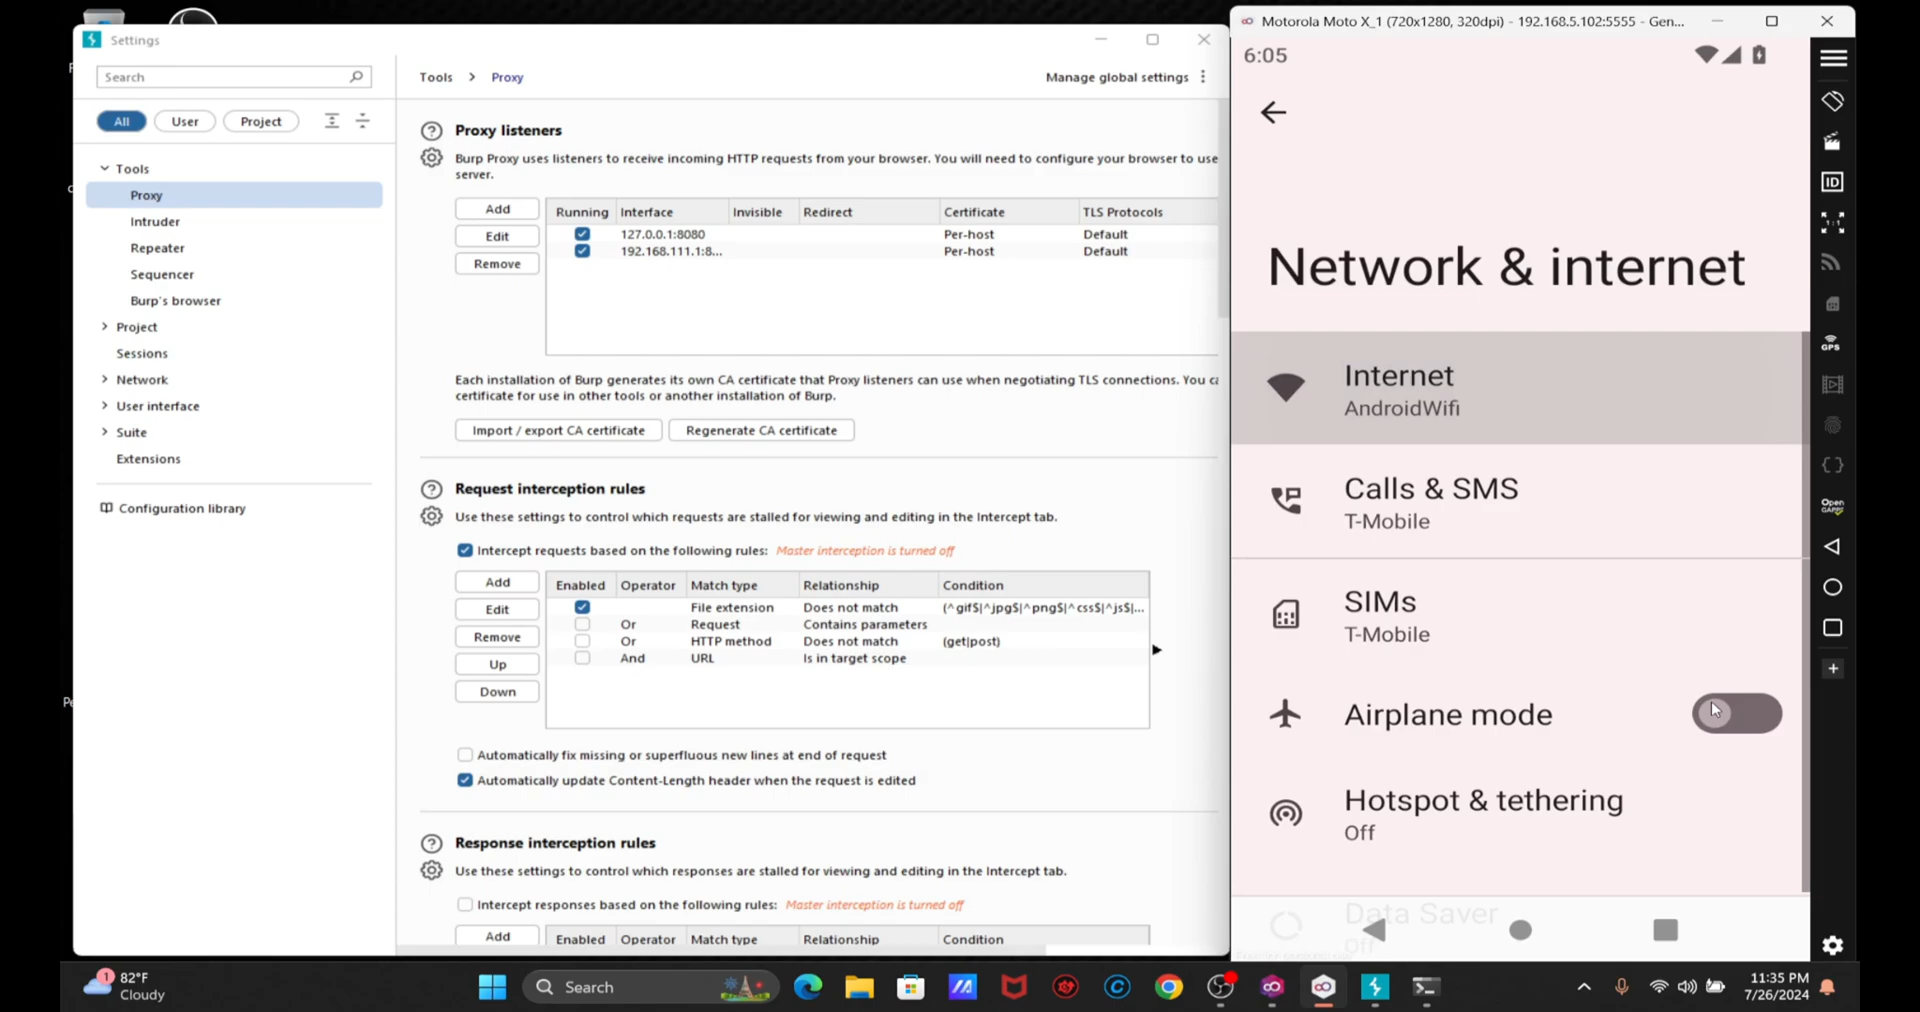 Settings
Search
All
User
Project
Tools
Proxy
Intruder
Repeater
Sequencer
Burp's browser
Project
Sessions
Network
User interface
Suite
Extensions
Configuration library
Tools > Proxy
Manage global settings
Proxy listeners
Burp Proxy uses listeners to receive incoming HTTP requests from your browser. You will need to configure your browser to use
server.
Add
Edit
Remove
Running Interface Invisible Redirect Certificate TLS Protocols
127.0.0.1:8080 Per-host Default
192.168.111.1:8... Per-host Default
Each installation of Burp generates its own CA certificate that Proxy listeners can use when negotiating TLS connections. You ca
certificate for use in other tools or another installation of Burp.
Import / export CA certificate
Regenerate CA certificate
Request interception rules
Use these settings to control which requests are stalled for viewing and editing in the Intercept tab.
Intercept requests based on the following rules: Master interception is turned off
Add
Edit
Remove
Up
Down
Enabled Operator Match type Relationship Condition
File extension Does not match (^gif$|^jpg$|^png$|^css$|^js$|...
Or Request Contains parameters
Or HTTP method Does not match (get|post)
And URL Is in target scope
Automatically fix missing or superfluous new lines at end of request
Automatically update Content-Length header when the request is edited
Response interception rules
Use these settings to control which responses are stalled for viewing and editing in the Intercept tab.
Intercept responses based on the following rules: Master interception is turned off
Add
Enabled Operator Match type Relationship Condition
Motorola Moto X_1 (720x1280, 320dpi) - 192.168.5.102:5555 - Gen...
6:05
Network & internet
Internet
AndroidWifi
Calls & SMS
T-Mobile
SIMs
T-Mobile
Airplane mode
Hotspot & tethering
Off
Data Saver
Off
ID
1:1
GPS
Open
GAPPS
1
82°F
Cloudy
Search
11:35 PM
7/26/2024